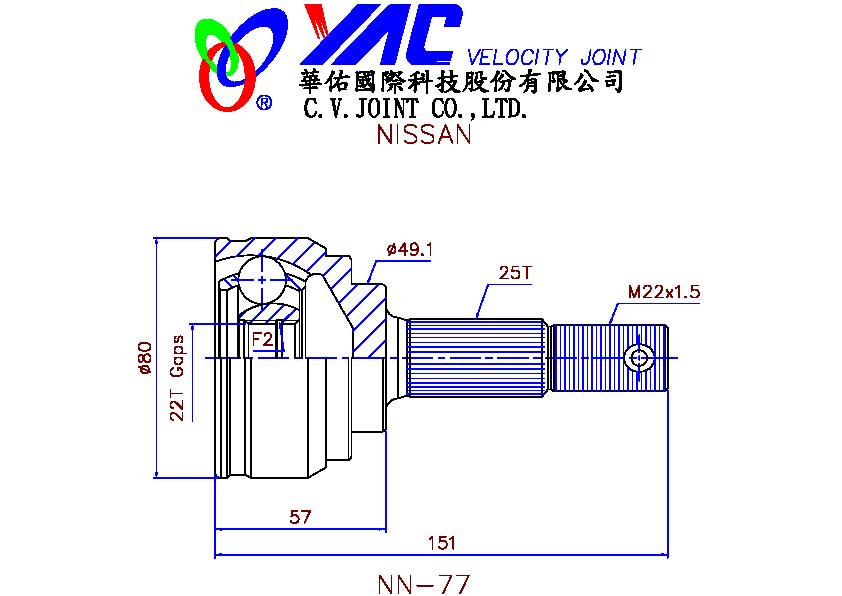 YAC VELOCITY JOINT
®
華佑國際科技股份有限公司
C.V.JOINT CO.,LTD.
NISSAN
ø49.1
25T
M22x1.5
F2
ø80
22T Gaps
57
151
NN-77